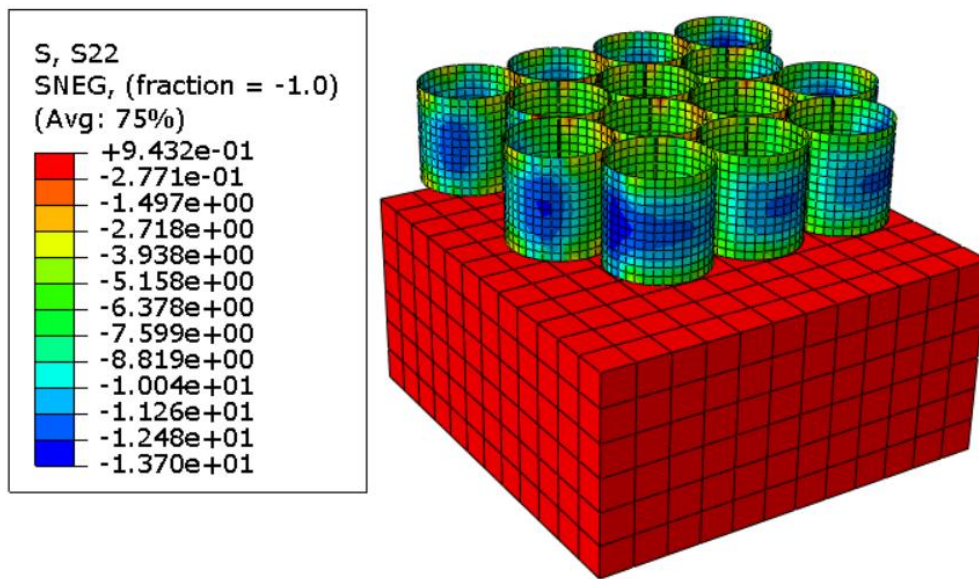 S, S22
SNEG, (fraction = -1.0)
(Avg: 75%)
+9.432e-01
-2.771e-01
-1.497e+00
-2.718e+00
-3.938e+00
-5.158e+00
-6.378e+00
-7.599e+00
-8.819e+00
-1.004e+01
-1.126e+01
-1.248e+01
-1.370e+01